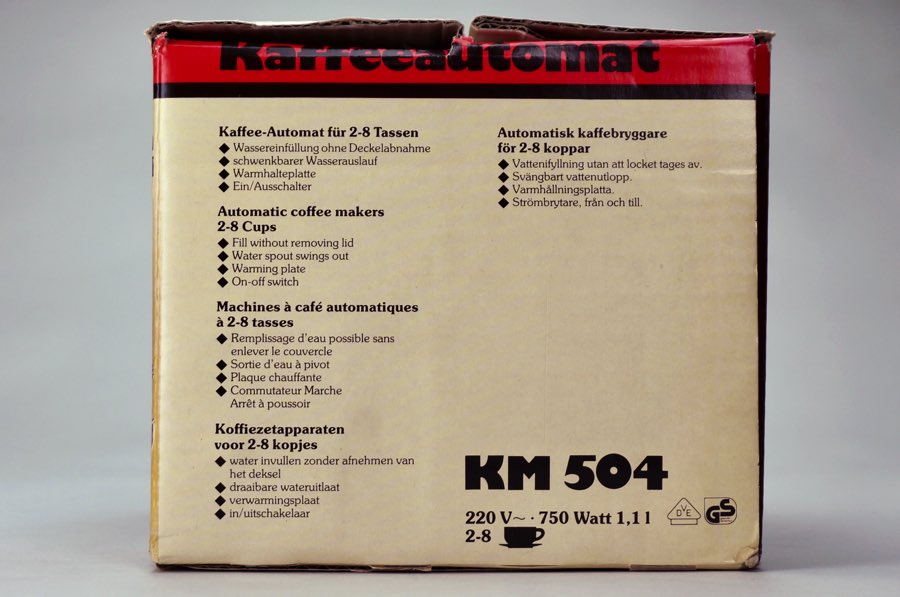 Kaffeeautomat
Kaffee-Automat für 2-8 Tassen
◆ Wassereinfüllung ohne Deckelabnahme
◆ schwenkbarer Wasserauslauf
◆ Warmhalteplatte
◆ Ein/Ausschalter
Automatic coffee makers
2-8 Cups
◆ Fill without removing lid
◆ Water spout swings out
◆ Warming plate
◆ On-off switch
Machines à café automatiques
à 2-8 tasses
◆ Remplissage d'eau possible sans
enlever le couvercle
◆ Sortie d'eau à pivot
◆ Plaque chauffante
◆ Commutateur Marche
Arrêt à poussoir
Koffiezetapparaten
voor 2-8 kopjes
◆ water invullen zonder afnehmen van
het deksel
◆ draaibare wateruitlaat
◆ verwarmingsplaat
◆ in/uitschakelaar
Automatisk kaffebryggare
för 2-8 koppar
◆ Vattenifyllning utan att locket tages av.
◆ Svängbart vattenutlopp.
◆ Varmhållningsplatta.
◆ Strömbrytare, från och till.
KM 504
220 V~ · 750 Watt 1,1 l
2-8
DVE
GS